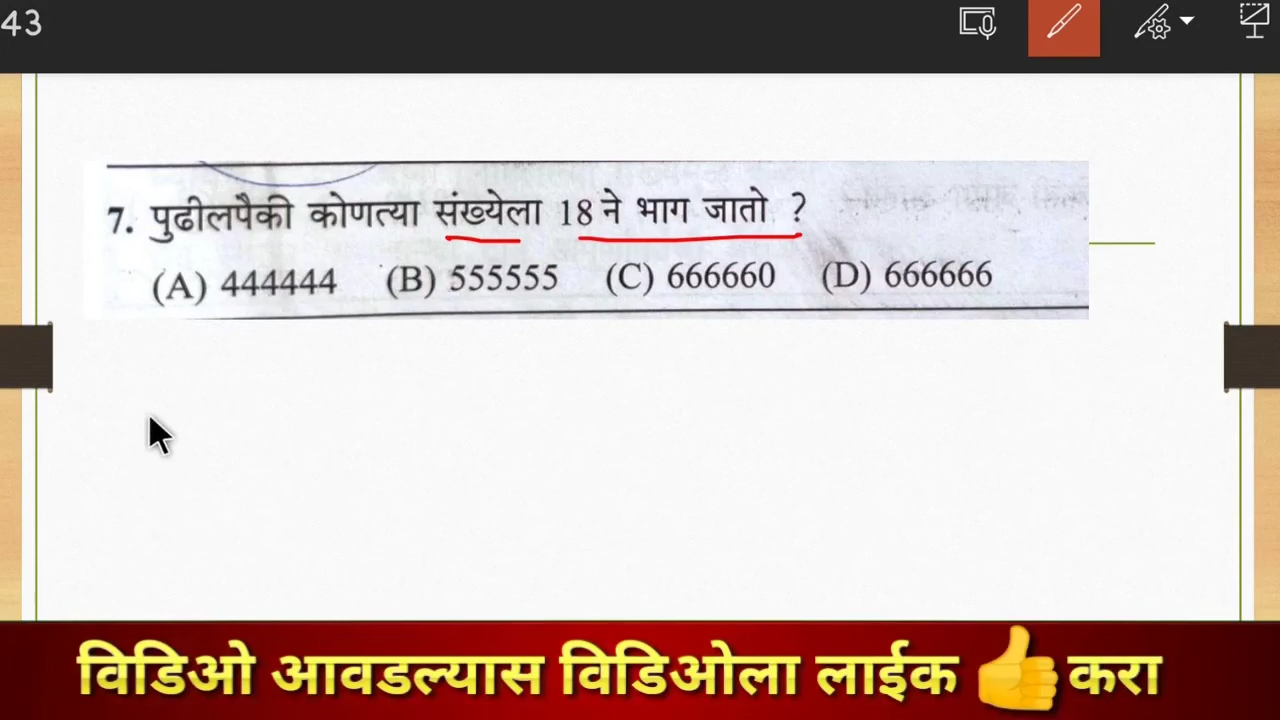 43
7. पुढीलपैकी कोणत्या संख्येला 18 ने भाग जातो ?
(A) 444444 (B) 555555 (C) 666660 (D) 666666
विडिओ आवडल्यास विडिओला लाईक 👍 करा